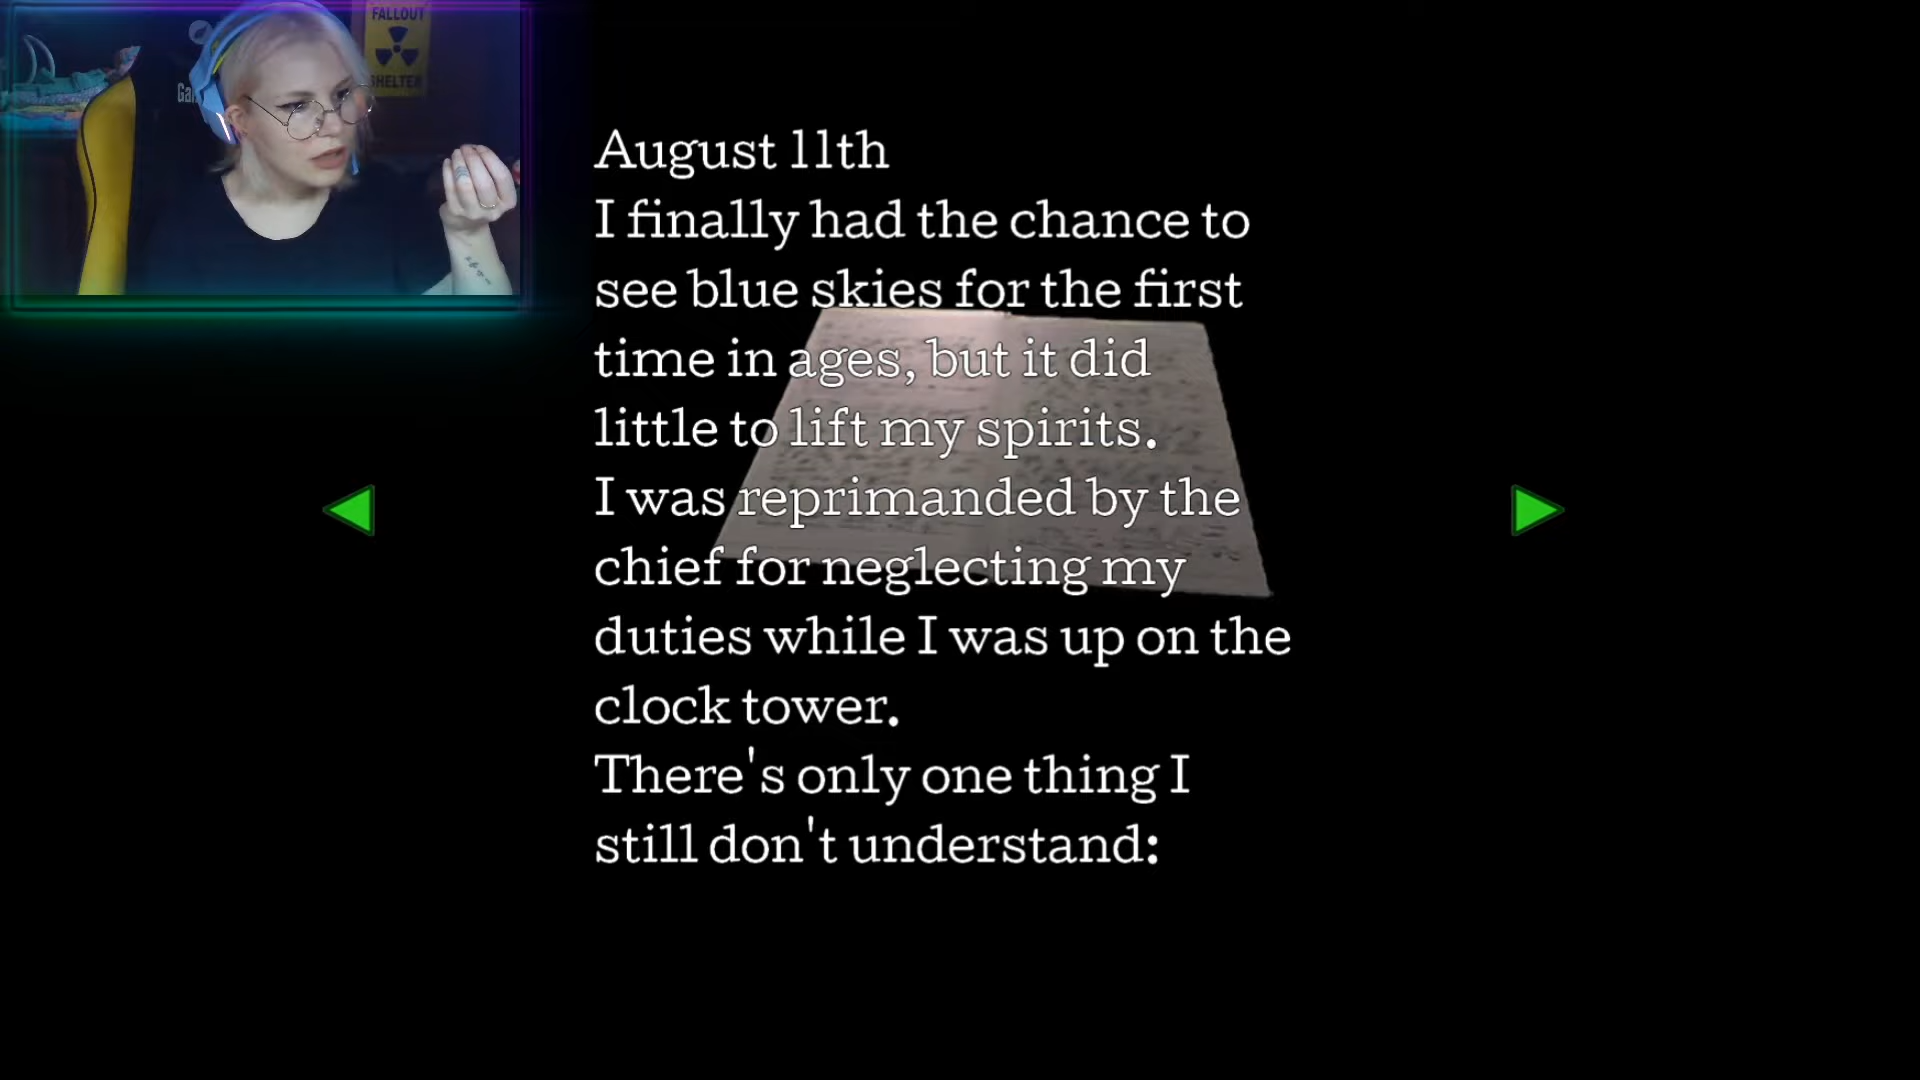 FALLOUT
SHELTER
August 11th
I finally had the chance to
see blue skies for the first
time in ages, but it did
little to lift my spirits.
I was reprimanded by the
chief for neglecting my
duties while I was up on the
clock tower.
There's only one thing I
still don't understand: